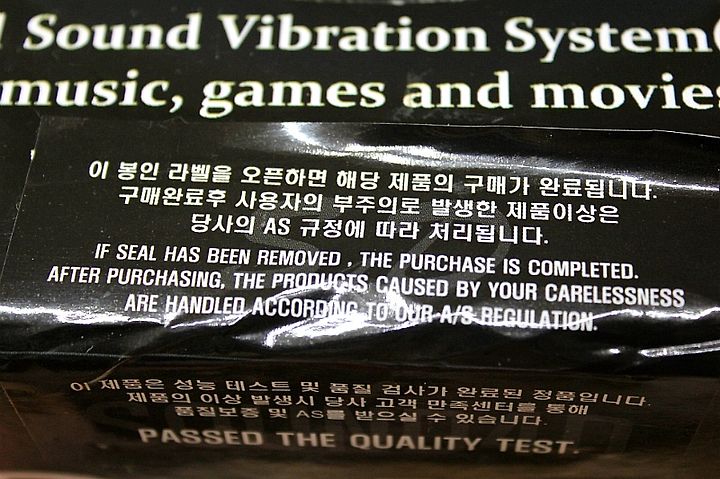 Sound Vibration System
music, games and movies
이 봉인 라벨을 오픈하면 해당 제품의 구매가 완료됩니다.
구매완료후 사용자의 부주의로 발생한 제품이상은
당사의 AS 규정에 따라 처리됩니다.
IF SEAL HAS BEEN REMOVED , THE PURCHASE IS COMPLETED.
AFTER PURCHASING, THE PRODUCTS CAUSED BY YOUR CARELESSNESS
ARE HANDLED ACCORDING TO OUR A/S REGULATION.
이 제품은 성능 테스트 및 품질 검사가 완료된 정품입니다.
제품의 이상 발생시 당사 고객 만족센터를 통해
품질보증 및 AS를 받으실 수 있습니다.
PASSED THE QUALITY TEST.